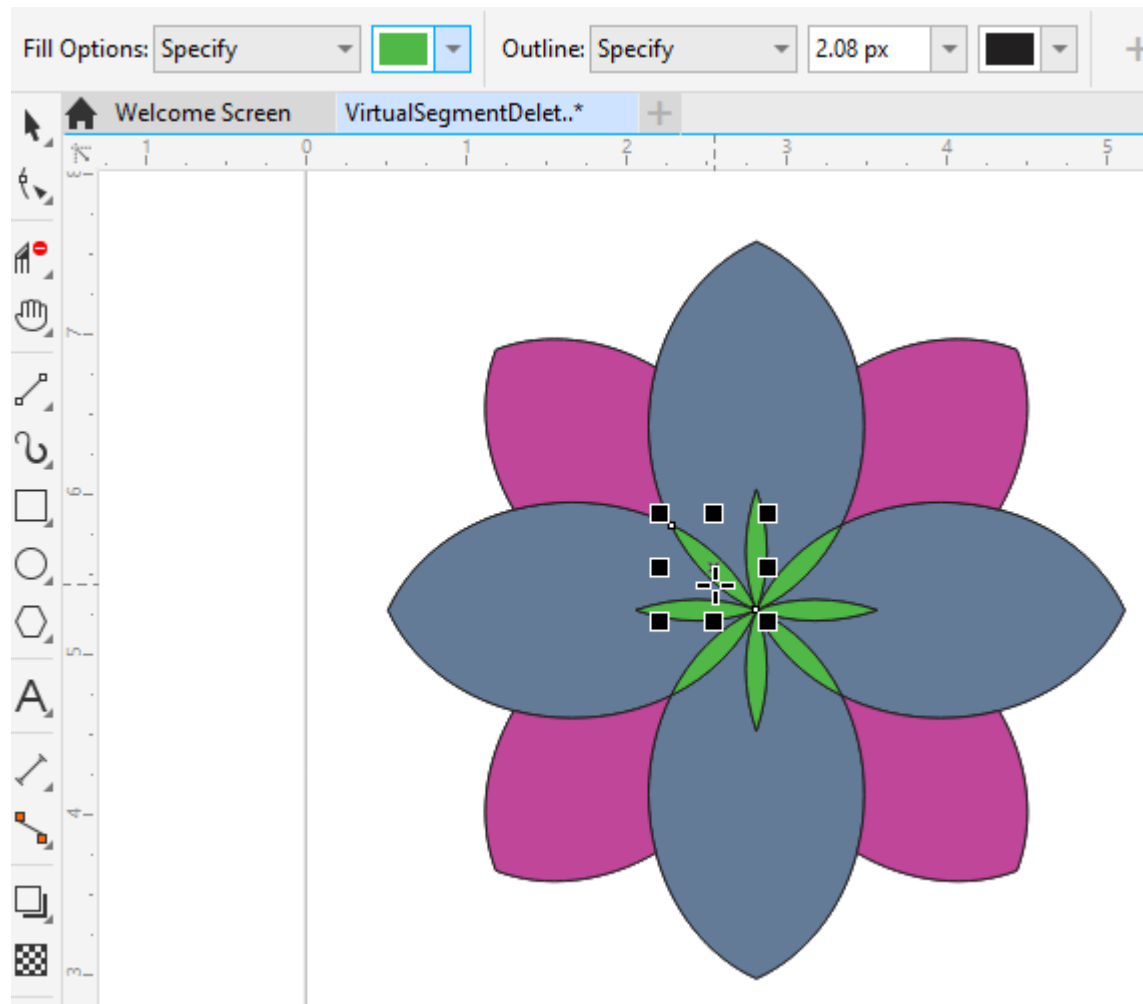 Fill Options: Specify Outline: Specify 2.08 px
Welcome Screen VirtualSegmentDelet..*
1 0 1 2 3 4 5
8
7
6
5
4
3
A